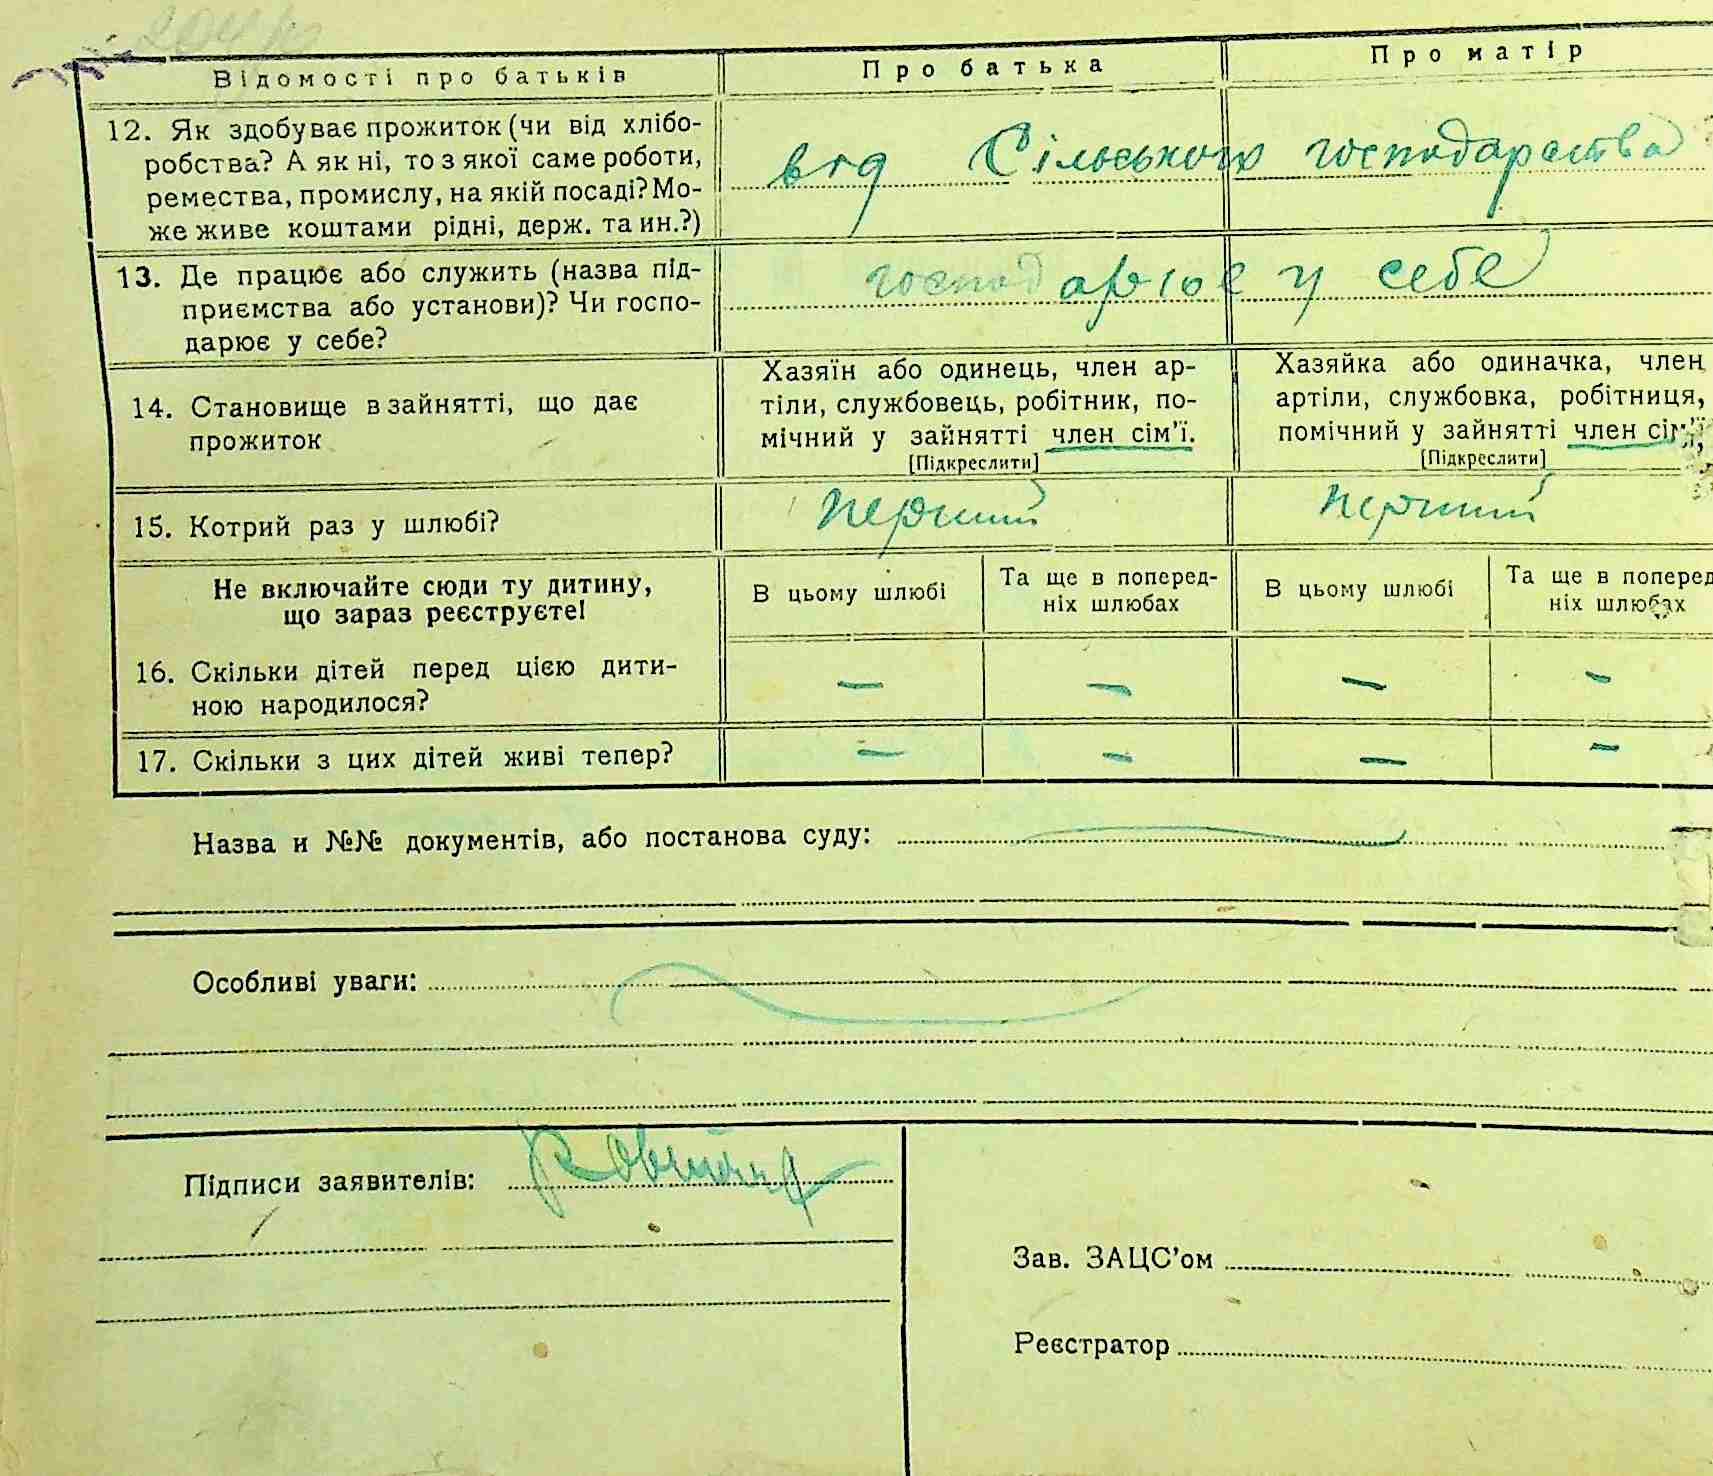 Відомості про батьків
Про батька
Про матір
12. Як здобуває прожиток (чи від хлібо-
робства? А як ні, то з якої саме роботи,
ремества, промислу, на якій посаді? Мо-
же живе коштами рідні, держ. та ин.?)
від Сільського господарства
13. Де працює або служить (назва під-
приємства або установи)? Чи госпо-
дарює у себе?
господарює у себе
14. Становище в зайнятті, що дає
прожиток
Хазяїн або одинець, член ар-
тіли, службовець, робітник, по-
мічний у зайнятті член сім'ї.
[Підкреслити]
Хазяйка або одиначка, член
артіли, службовка, робітниця,
помічний у зайнятті член сім'ї,
[Підкреслити]
15. Котрий раз у шлюбі?
перший
перший
Не включайте сюди ту дитину,
що зараз реєструєте!
В цьому шлюбі
Та ще в поперед-
ніх шлюбах
В цьому шлюбі
Та ще в поперед
ніх шлюбах
16. Скільки дітей перед цією дити-
ною народилося?
— — — —
17. Скільки з цих дітей живі тепер?
— — — —
Назва и №№ документів, або постанова суду:
Особливі уваги:
Підписи заявителів:
Зав. ЗАЦС'ом
Реєстратор